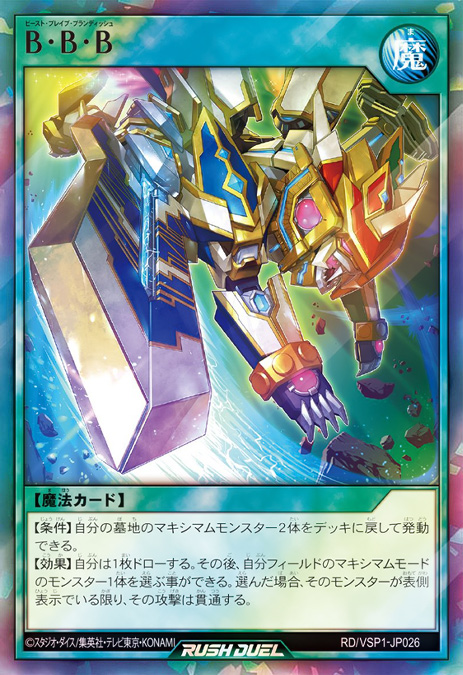 ビースト・ブレイブ・ブランディッシュ
B・B・B
ま
魔
【魔法カード】
【条件】自分の墓地のマキシマムモンスター2体をデッキに戻して発動
できる。
【効果】自分は1枚ドローする。その後、自分フィールドのマキシマムモード
のモンスター1体を選ぶ事ができる。選んだ場合、そのモンスターが表側
表示でいる限り、その攻撃は貫通する。
©スタジオ・ダイス/集英社・テレビ東京・KONAMI
RUSH DUEL
RD/VSP1-JP026